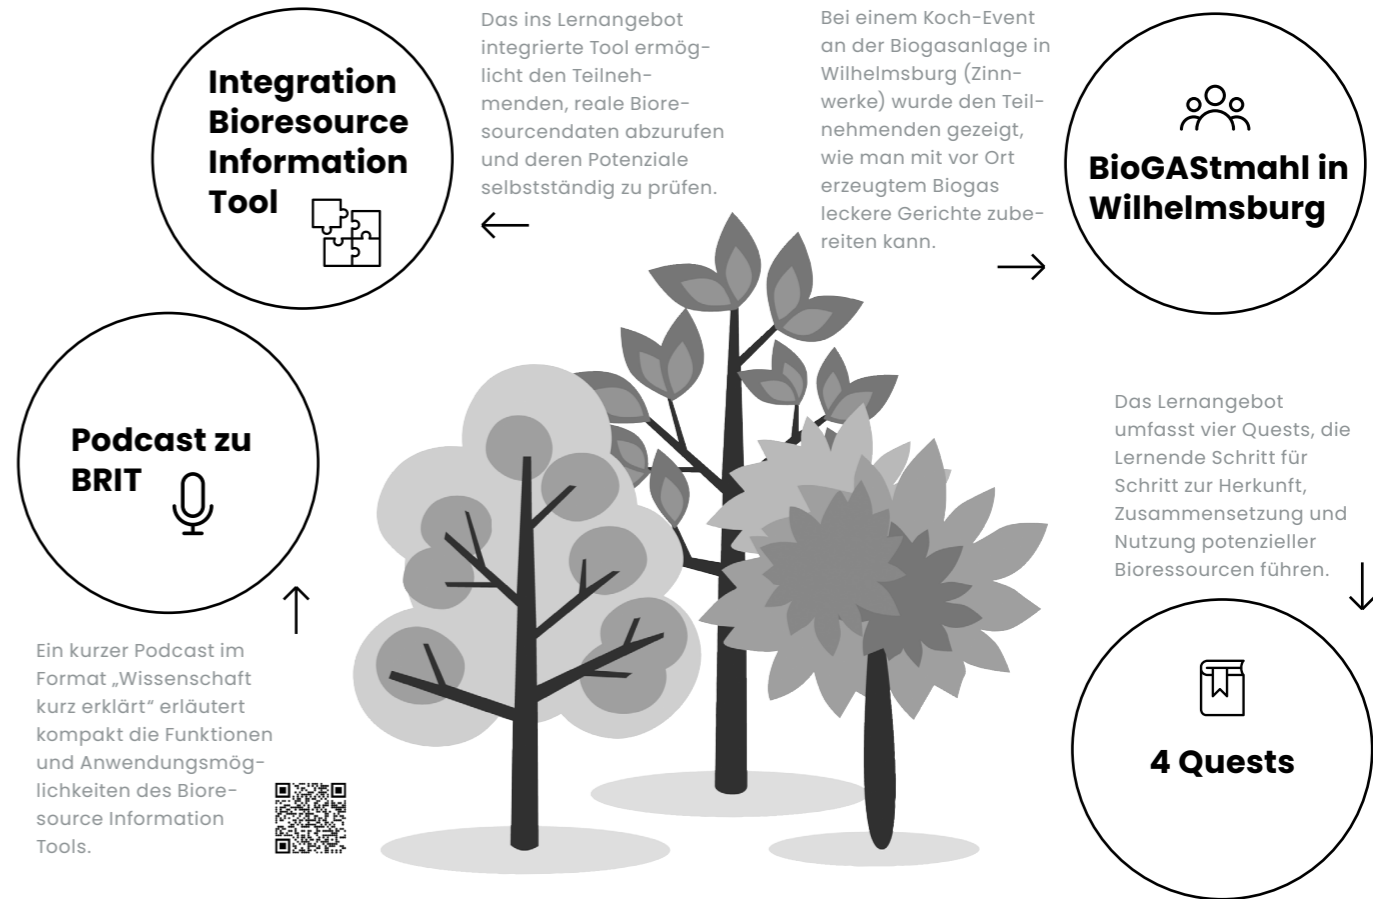 Integration
Bioresource
Information
Tool
Das ins Lernangebot
integrierte Tool ermög-
licht den Teilneh-
menden, reale Biore-
sourcendaten abzurufen
und deren Potenziale
selbstständig zu prüfen.
Bei einem Koch-Event
an der Biogasanlage in
Wilhelmsburg (Zinn-
werke) wurde den Teil-
nehmenden gezeigt,
wie man mit vor Ort
erzeugtem Biogas
leckere Gerichte zube-
reiten kann.
BioGAStmahl in
Wilhelmsburg
Podcast zu
BRIT
Ein kurzer Podcast im
Format „Wissenschaft
kurz erklärt“ erläutert
kompakt die Funktionen
und Anwendungsmög-
lichkeiten des Biore-
source Information
Tools.
Das Lernangebot
umfasst vier Quests, die
Lernende Schritt für
Schritt zur Herkunft,
Zusammensetzung und
Nutzung potenzieller
Bioressourcen führen.
4 Quests